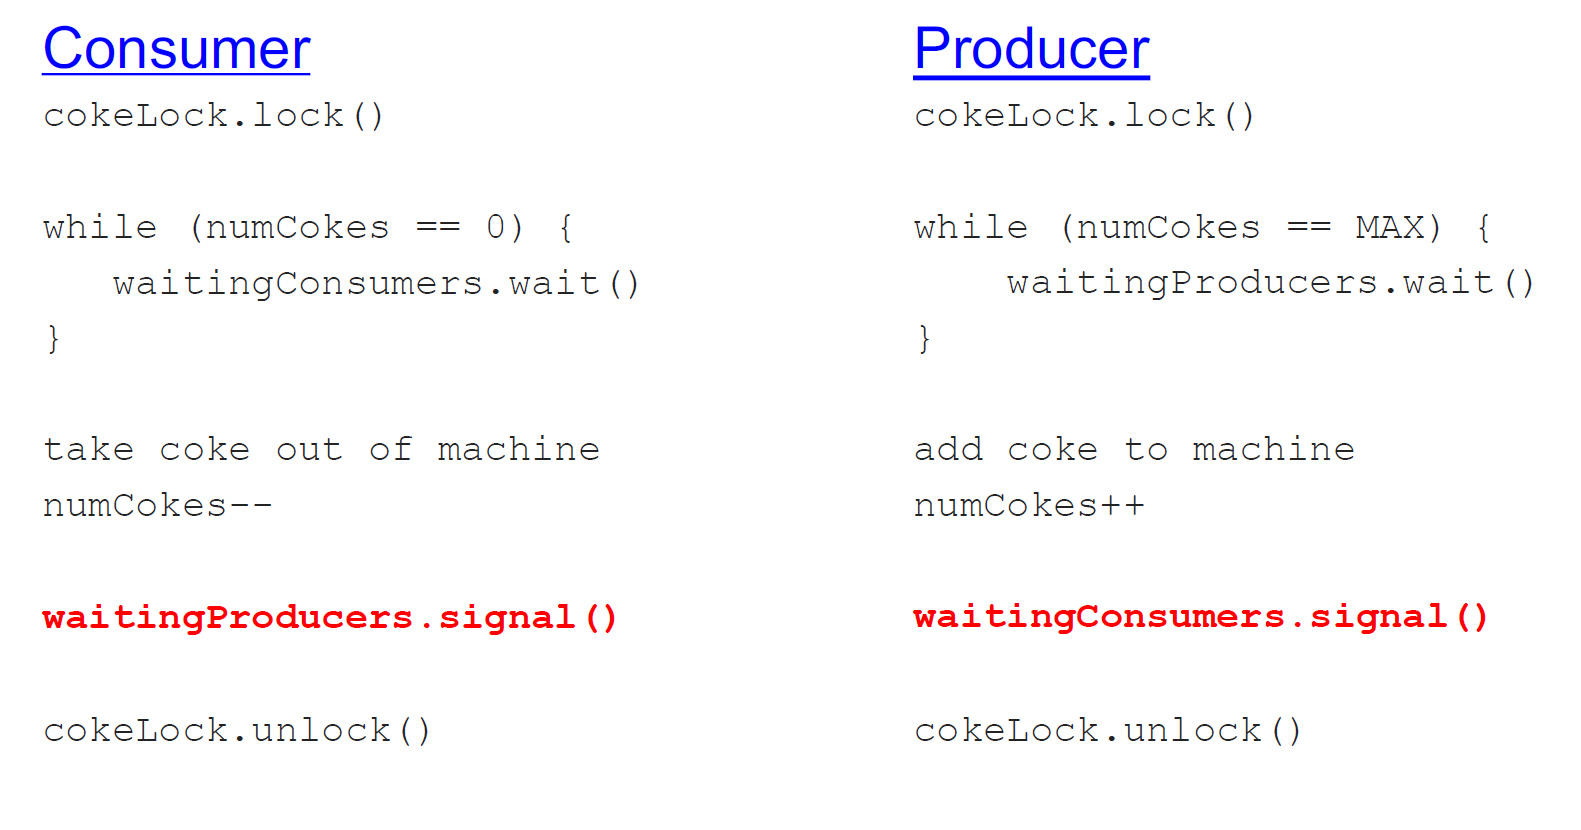 Consumer
cokeLock.lock()
while (numCokes == 0) {
   waitingConsumers.wait()
}
take coke out of machine
numCokes--
waitingProducers.signal()
cokeLock.unlock()
Producer
cokeLock.lock()
while (numCokes == MAX) {
    waitingProducers.wait()
}
add coke to machine
numCokes++
waitingConsumers.signal()
cokeLock.unlock()